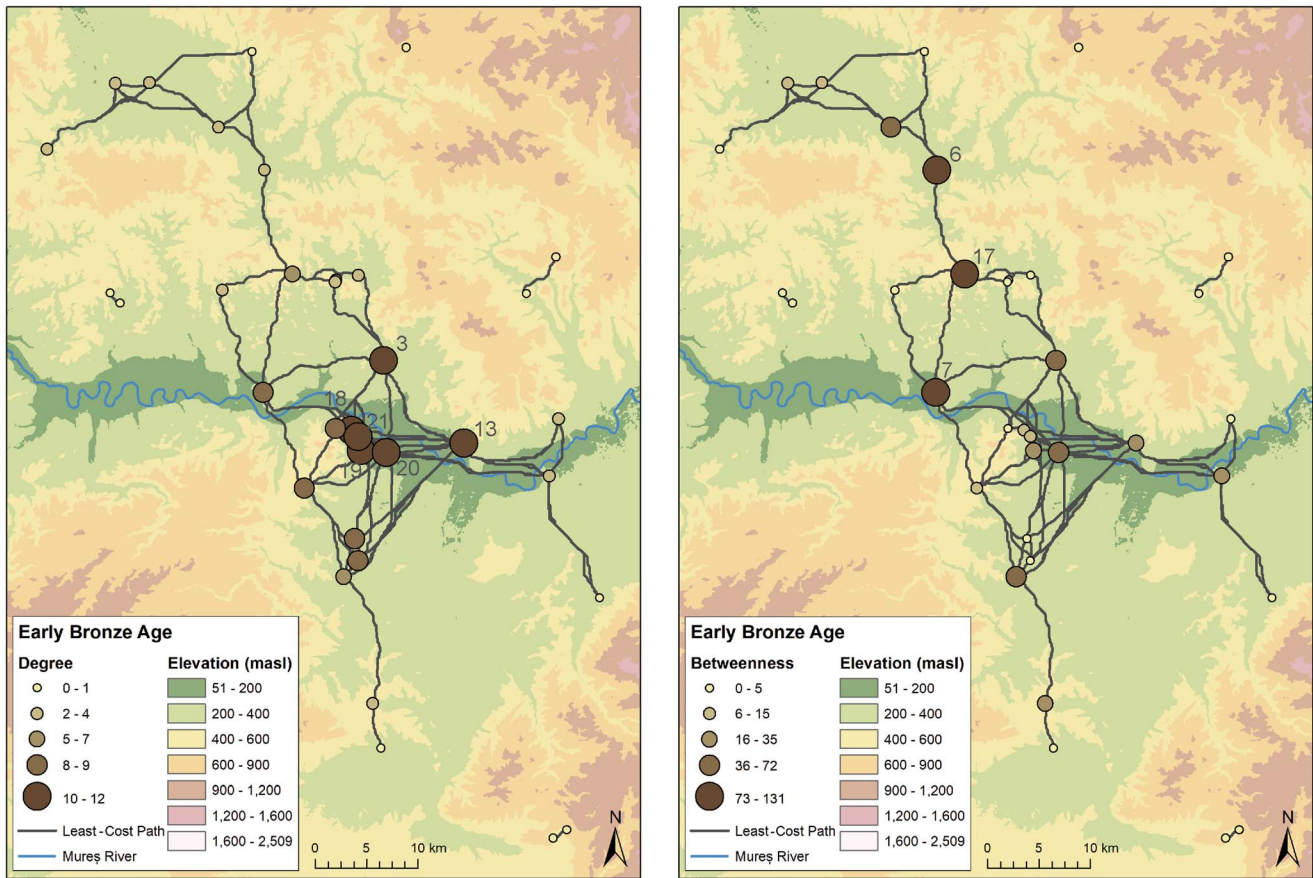 3
18
21
13
19
20
Early Bronze Age
Degree
0 - 1
2 - 4
5 - 7
8 - 9
10 - 12
Least-Cost Path
Mureș River
Elevation (masl)
51 - 200
200 - 400
400 - 600
600 - 900
900 - 1,200
1,200 - 1,600
1,600 - 2,509
0 5 10 km
N
6
17
7
Early Bronze Age
Betweenness
0 - 5
6 - 15
16 - 35
36 - 72
73 - 131
Least-Cost Path
Mureș River
Elevation (masl)
51 - 200
200 - 400
400 - 600
600 - 900
900 - 1,200
1,200 - 1,600
1,600 - 2,509
0 5 10 km
N